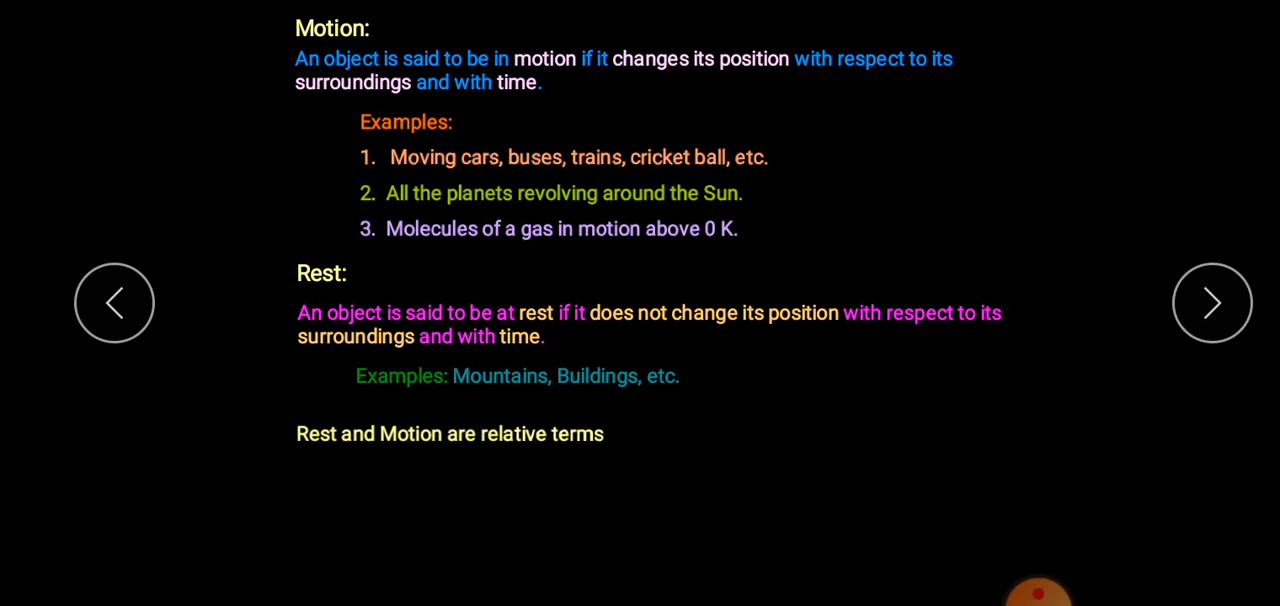 Motion:
An object is said to be in motion if it changes its position with respect to its
surroundings and with time.
Examples:
1. Moving cars, buses, trains, cricket ball, etc.
2. All the planets revolving around the Sun.
3. Molecules of a gas in motion above 0 K.
Rest:
An object is said to be at rest if it does not change its position with respect to its
surroundings and with time.
Examples: Mountains, Buildings, etc.
Rest and Motion are relative terms